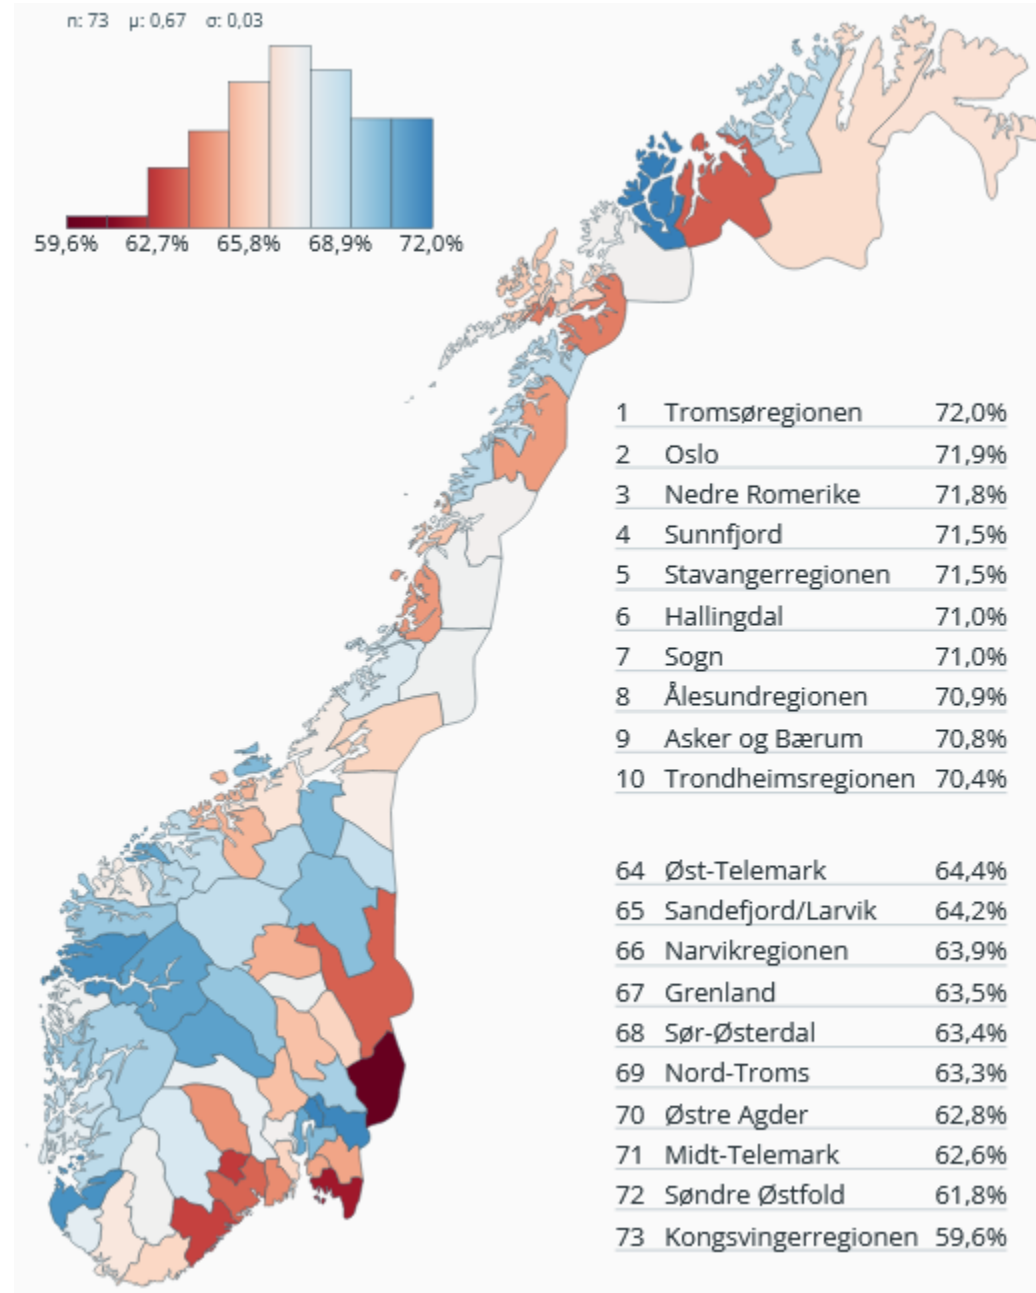 n: 73 μ: 0,67 σ: 0,03
59,6% 62,7% 65,8% 68,9% 72,0%
1 Tromsøregionen 72,0%
2 Oslo 71,9%
3 Nedre Romerike 71,8%
4 Sunnfjord 71,5%
5 Stavangerregionen 71,5%
6 Hallingdal 71,0%
7 Sogn 71,0%
8 Ålesundregionen 70,9%
9 Asker og Bærum 70,8%
10 Trondheimsregionen 70,4%
64 Øst-Telemark 64,4%
65 Sandefjord/Larvik 64,2%
66 Narvikregionen 63,9%
67 Grenland 63,5%
68 Sør-Østerdal 63,4%
69 Nord-Troms 63,3%
70 Østre Agder 62,8%
71 Midt-Telemark 62,6%
72 Søndre Østfold 61,8%
73 Kongsvingerregionen 59,6%